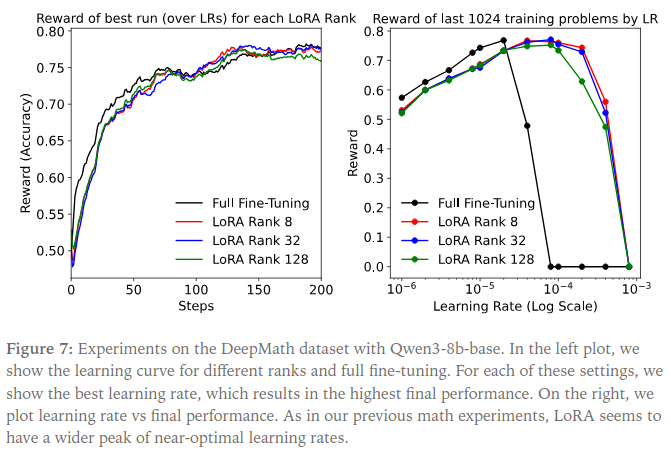 Reward of best run (over LRs) for each LoRA Rank
0.80
0.75
0.70
0.65
0.60
0.55
0.50
Reward (Accuracy)
0
50
100
150
200
Steps
Full Fine-Tuning
LoRA Rank 8
LoRA Rank 32
LoRA Rank 128
Reward of last 1024 training problems by LR
0.8
0.7
0.6
0.5
0.4
0.3
0.2
0.1
0.0
Reward
10⁻⁶
10⁻⁵
10⁻⁴
10⁻³
Learning Rate (Log Scale)
Full Fine-Tuning
LoRA Rank 8
LoRA Rank 32
LoRA Rank 128
Figure 7: Experiments on the DeepMath dataset with Qwen3-8b-base. In the left plot, we
show the learning curve for different ranks and full fine-tuning. For each of these settings, we
show the best learning rate, which results in the highest final performance. On the right, we
plot learning rate vs final performance. As in our previous math experiments, LoRA seems to
have a wider peak of near-optimal learning rates.